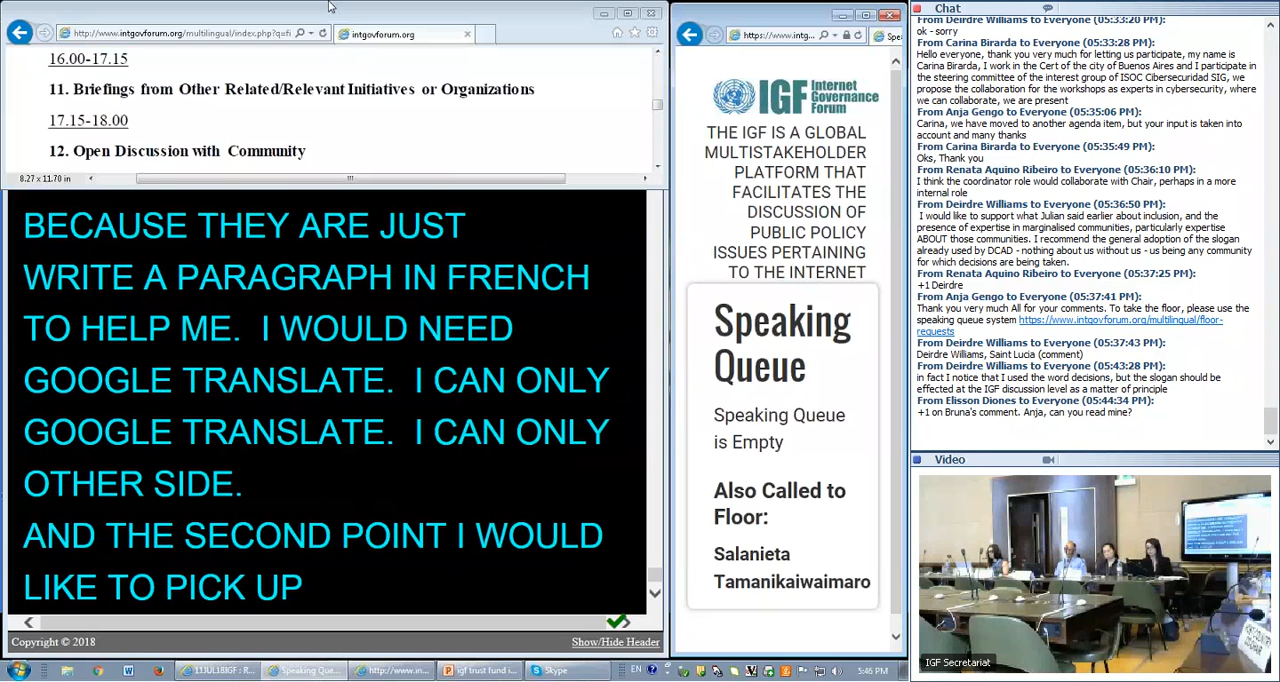 http://www.intgovforum.org/multilingual/index.php?q=fi
intgovforum.org
16.00-17.15
11. Briefings from Other Related/Relevant Initiatives or Organizations
17.15-18.00
12. Open Discussion with Community
8.27 x 11.70 in
BECAUSE THEY ARE JUST
WRITE A PARAGRAPH IN FRENCH
TO HELP ME. I WOULD NEED
GOOGLE TRANSLATE. I CAN ONLY
GOOGLE TRANSLATE. I CAN ONLY
OTHER SIDE.
AND THE SECOND POINT I WOULD
LIKE TO PICK UP
Copyright © 2018
Show/Hide Header
https://www.intg...
Spe
IGF Internet
Governance
Forum
THE IGF IS A GLOBAL
MULTISTAKEHOLDER
PLATFORM THAT
FACILITATES THE
DISCUSSION OF
PUBLIC POLICY
ISSUES PERTAINING
TO THE INTERNET
Speaking
Queue
Speaking Queue
is Empty
Also Called to
Floor:
Salanieta
Tamanikaiwaimaro
Chat
From Deirdre Williams to Everyone (05:33:20 PM):
ok - sorry
From Carina Birarda to Everyone (05:33:28 PM):
Hello everyone, thank you very much for letting us participate, my name is
Carina Birarda, I work in the Cert of the city of Buenos Aires and I participate in
the steering committee of the interest group of ISOC Cibersecuridad SIG, we
propose the collaboration for the workshops as experts in cybersecurity, where
we can collaborate, we are present
From Anja Gengo to Everyone (05:35:06 PM):
Carina, we have moved to another agenda item, but your input is taken into
account and many thanks
From Carina Birarda to Everyone (05:35:49 PM):
Oks, Thank you
From Renata Aquino Ribeiro to Everyone (05:36:10 PM):
I think the coordinator role would collaborate with Chair, perhaps in a more
internal role
From Deirdre Williams to Everyone (05:36:50 PM):
I would like to support what Julian said earlier about inclusion, and the
presence of expertise in marginalised communities, particularly expertise
ABOUT those communities. I recommend the general adoption of the slogan
already used by DCAD - nothing about us without us - us being any community
for which decisions are being taken.
From Renata Aquino Ribeiro to Everyone (05:37:25 PM):
+1 Deirdre
From Anja Gengo to Everyone (05:37:41 PM):
Thank you very much All for your comments. To take the floor, please use the
speaking queue system https://www.intgovforum.org/multilingual/floor-
requests
From Deirdre Williams to Everyone (05:37:43 PM):
Deirdre Williams, Saint Lucia (comment)
From Deirdre Williams to Everyone (05:43:28 PM):
in fact I notice that I used the word decisions, but the slogan should be
effected at the IGF discussion level as a matter of principle
From Elisson Diones to Everyone (05:44:34 PM):
+1 on Bruna's comment. Anja, can you read mine?
Video
IGF Secretariat
11JUL18IGF : R...
Speaking Que...
http://www.in...
igf trust fund i...
Skype
EN
5:46 PM